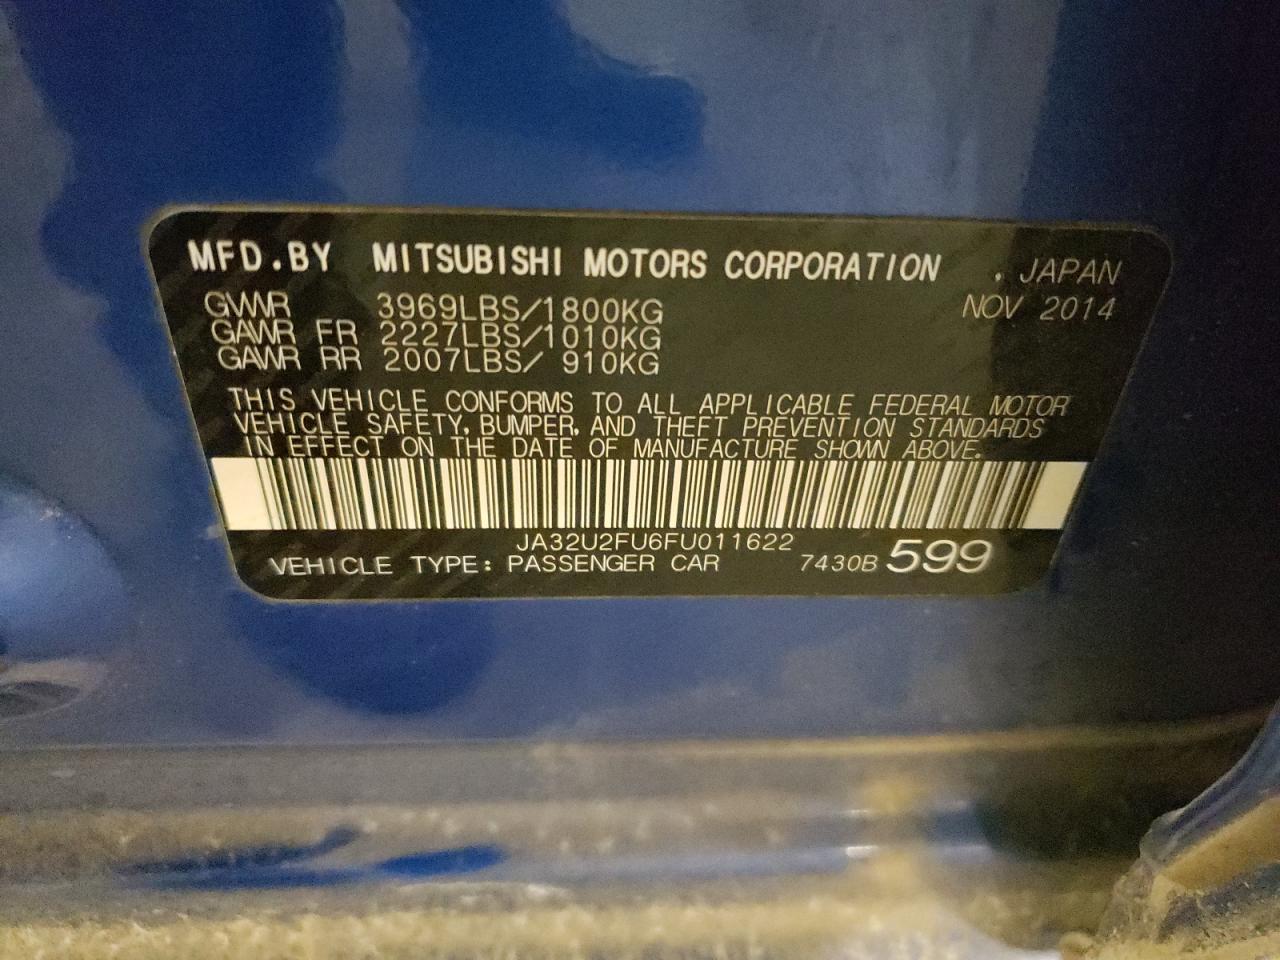 MFD.BY MITSUBISHI MOTORS CORPORATION , JAPAN
GVWR 3969LBS/1800KG NOV 2014
GAWR FR 2227LBS/1010KG
GAWR RR 2007LBS/ 910KG
THIS VEHICLE CONFORMS TO ALL APPLICABLE FEDERAL MOTOR
VEHICLE SAFETY, BUMPER, AND THEFT PREVENTION STANDARDS
IN EFFECT ON THE DATE OF MANUFACTURE SHOWN ABOVE.
JA32U2FU6FU011622
VEHICLE TYPE: PASSENGER CAR 7430B 599